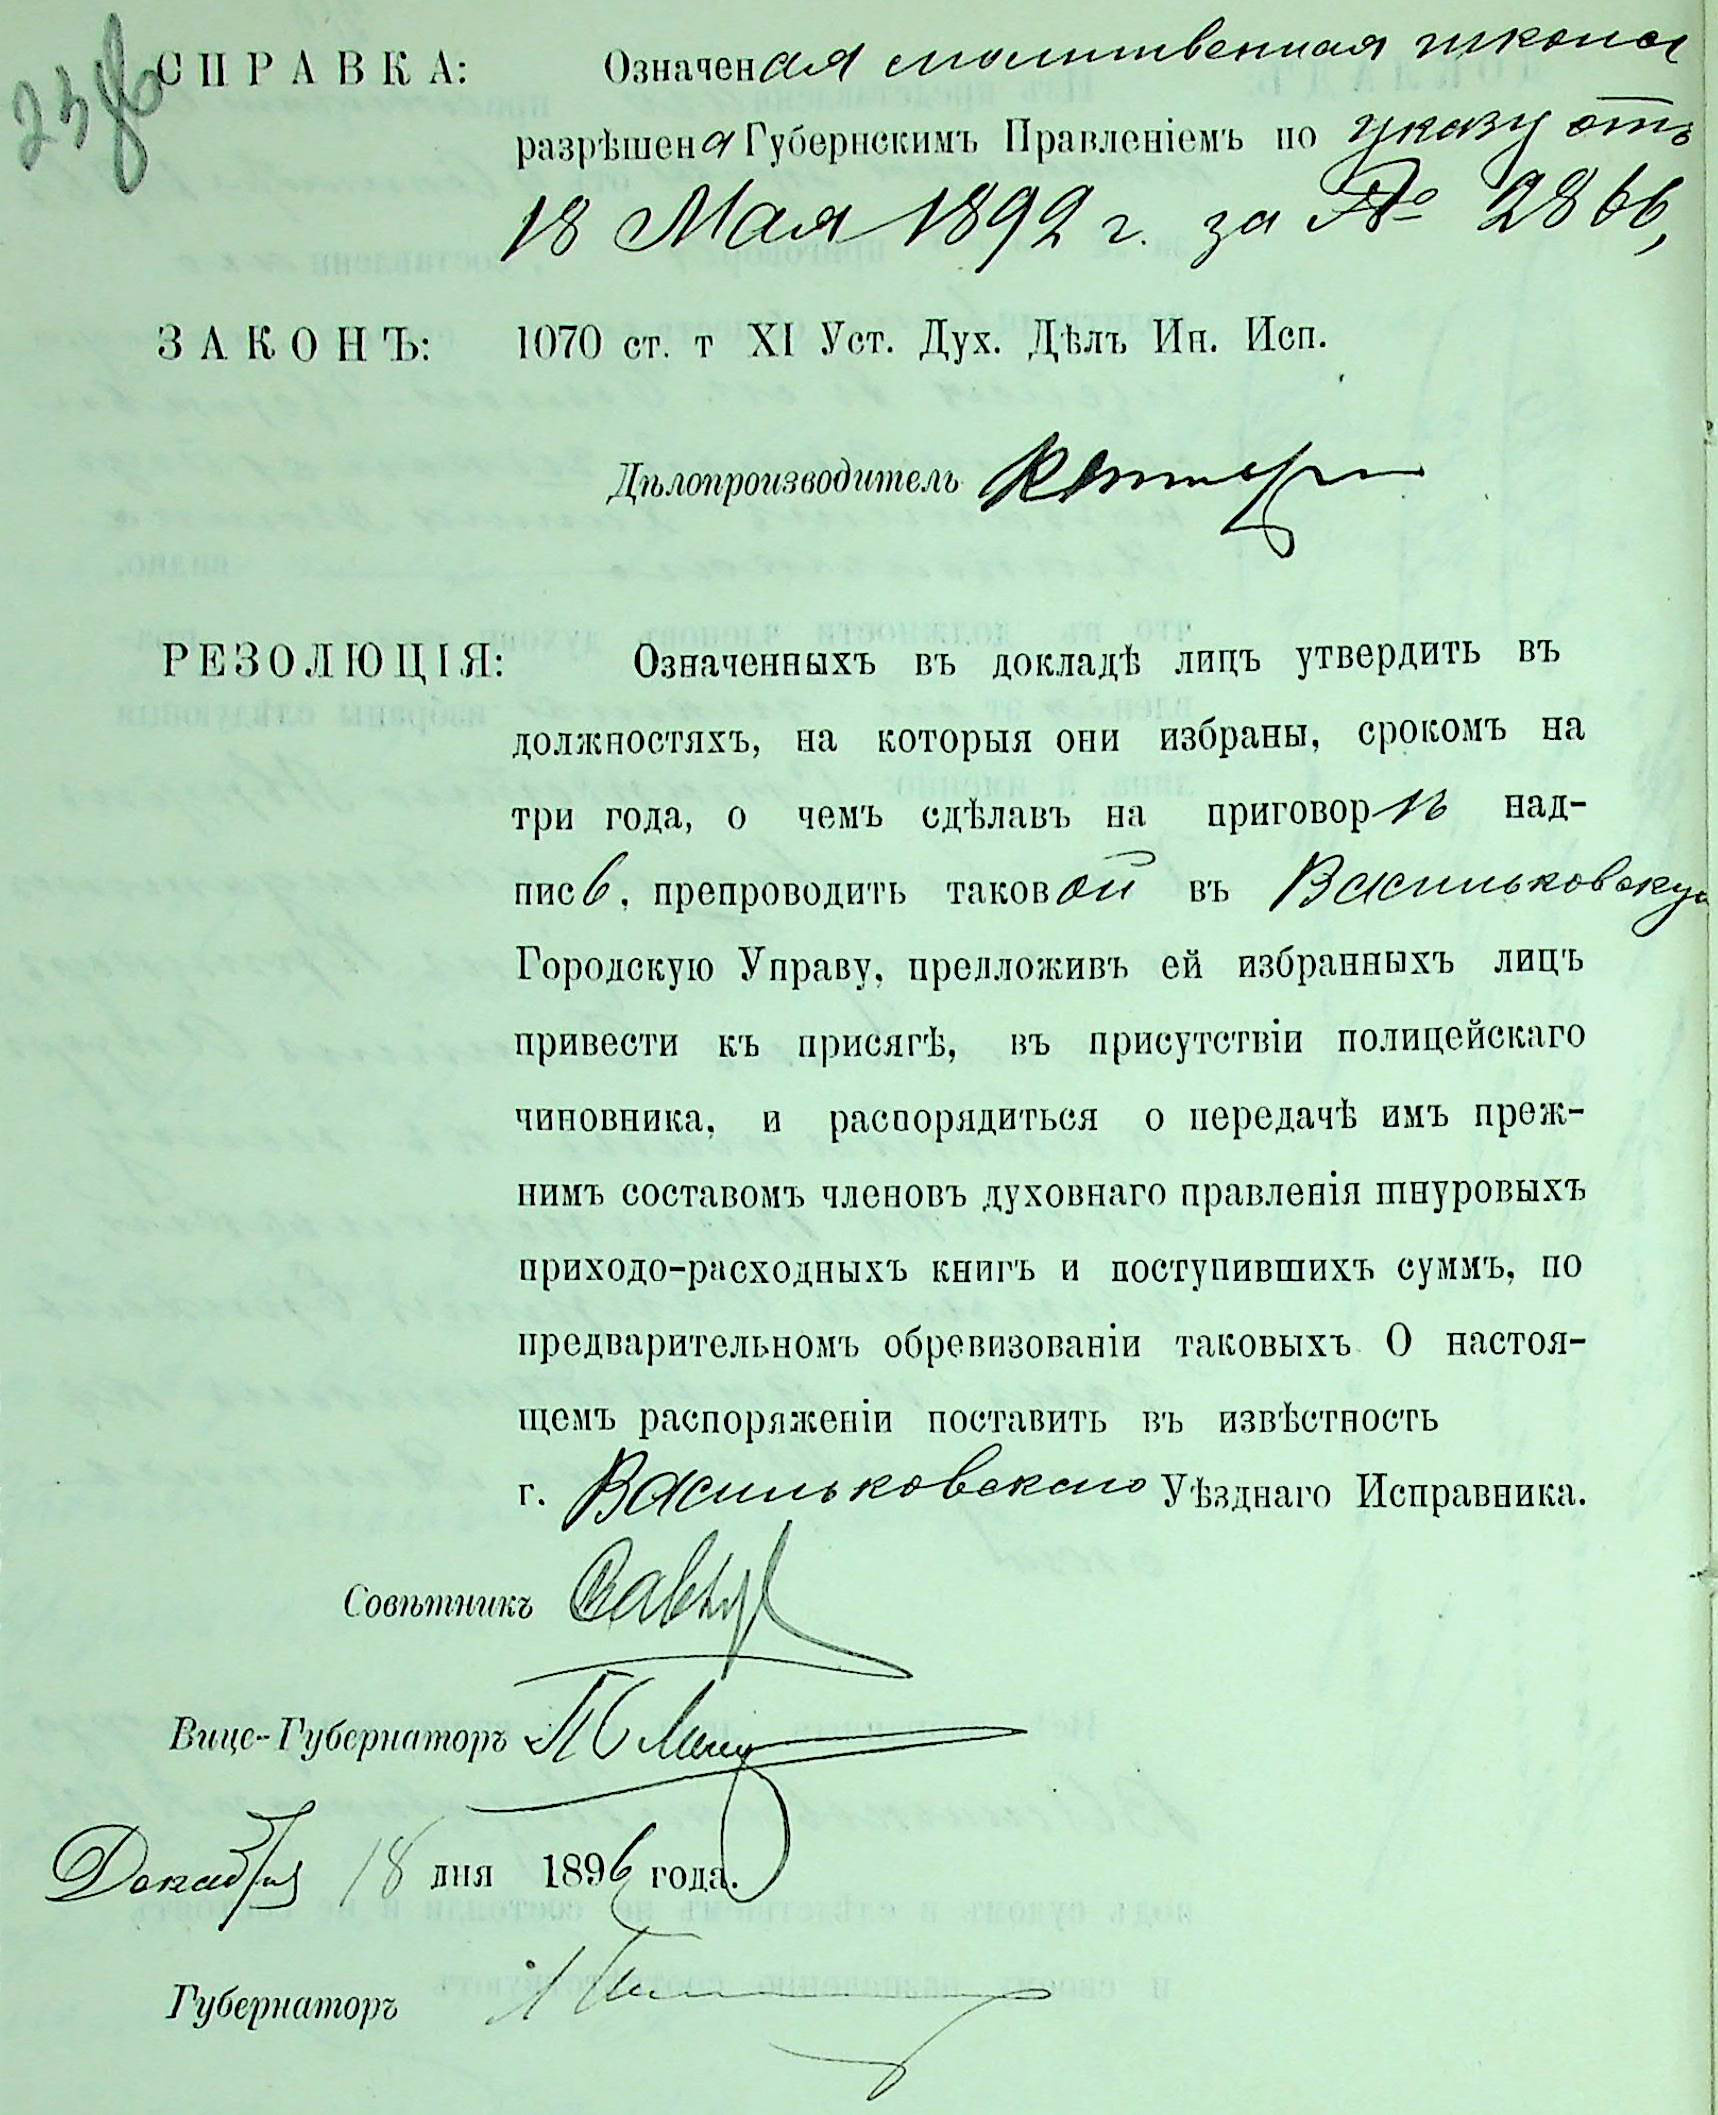 СПРАВКА: Означенная молитвенная школа
разрѣшена Губернскимъ Правленіемъ по указу отъ
18 Мая 1892 г. за № 2866,
ЗАКОНЪ: 1070 ст. т XI Уст. Дух. Дѣлъ Ин. Исп.
Дѣлопроизводитель
РЕЗОЛЮЦІЯ: Означенныхъ въ докладѣ лицъ утвердить въ
должностяхъ, на которыя они избраны, срокомъ на
три года, о чемъ сдѣлавъ на приговорѣ над-
пись, препроводить таковой въ Васильковскую
Городскую Управу, предложивъ ей избранныхъ лицъ
привести къ присягѣ, въ присутствіи полицейскаго
чиновника, и распорядиться о передачѣ имъ преж-
нимъ составомъ членовъ духовнаго правленія шнуровыхъ
приходо-расходныхъ книгъ и поступившихъ суммъ, по
предварительномъ обревизованіи таковыхъ О настоя-
щемъ распоряженіи поставить въ извѣстность
г. Васильковскаго Уѣзднаго Исправника.
Совѣтникъ
Вице-Губернаторъ
Декабря 18 дня 1896 года.
Губернаторъ